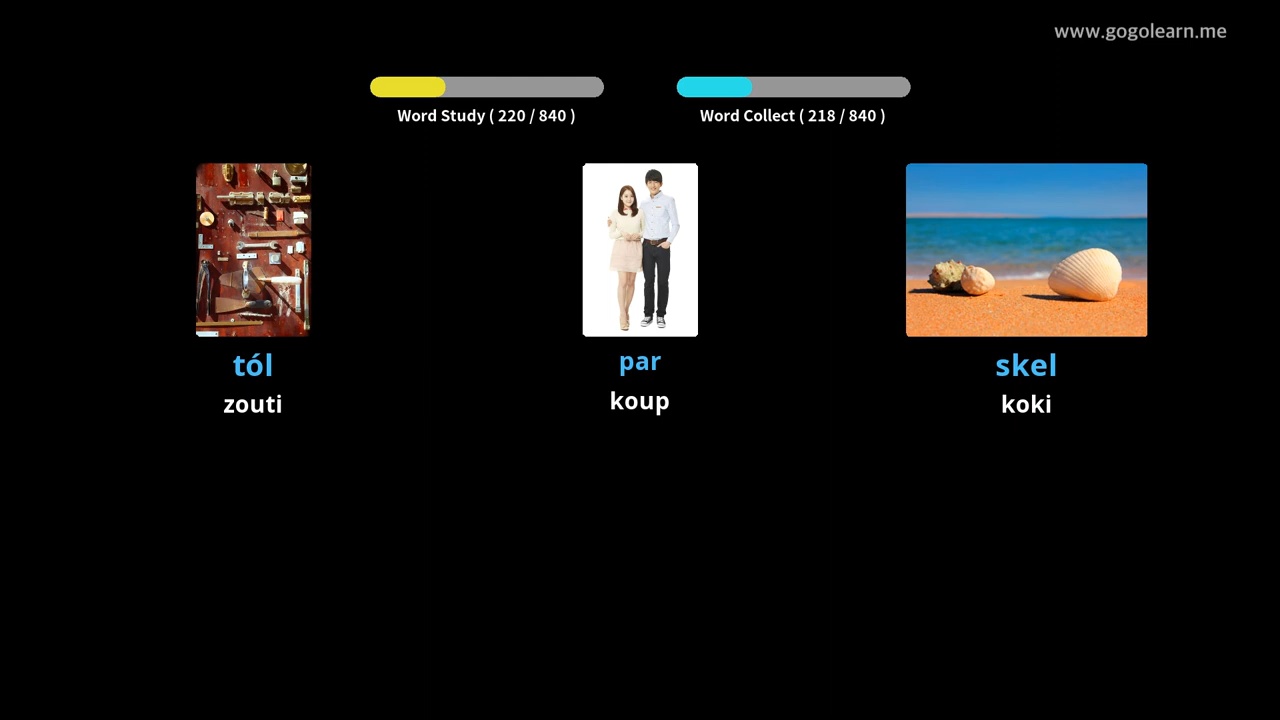 www.gogolearn.me
Word Study ( 220 / 840 )
Word Collect ( 218 / 840 )
tól
zouti
par
koup
skel
koki